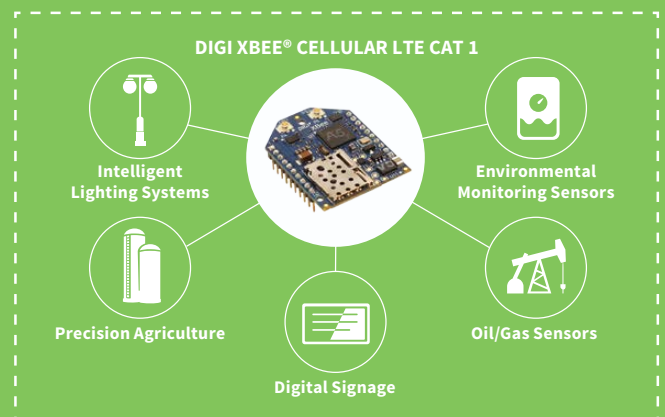 DIGI XBEE® CELLULAR LTE CAT 1
Intelligent
Lighting Systems
Environmental
Monitoring Sensors
Precision Agriculture
Oil/Gas Sensors
Digital Signage